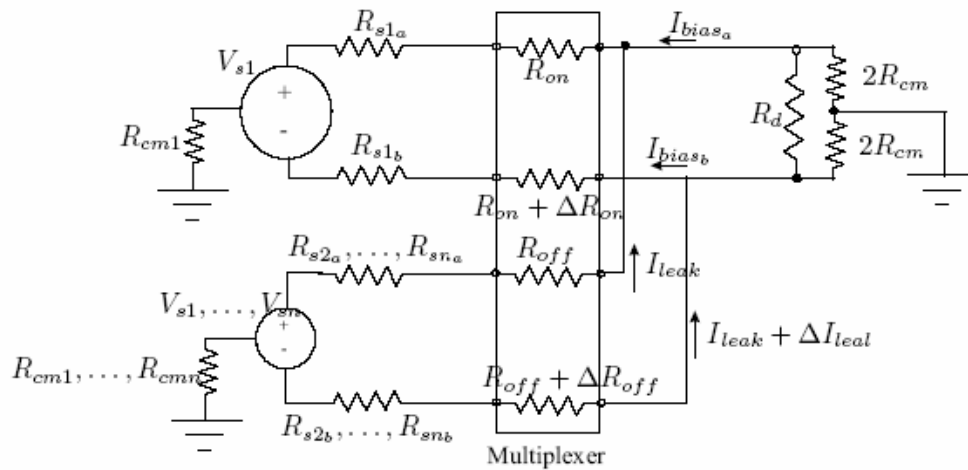 R_{s1_a}
I_{bias_a}
V_{s1}
R_{on}
+
-
2R_{cm}
R_d
R_{cm1}
R_{s1_b}
I_{bias_b}
2R_{cm}
R_{on} + ΔR_{on}
R_{s2_a}, . . . , R_{sn_a}
R_{off}
I_{leak}
V_{s1}, . . . , V_{sn}
+
-
I_{leak} + ΔI_{leal}
R_{cm1}, . . . , R_{cmn}
R_{off} + ΔR_{off}
R_{s2_b}, . . . , R_{sn_b}
Multiplexer